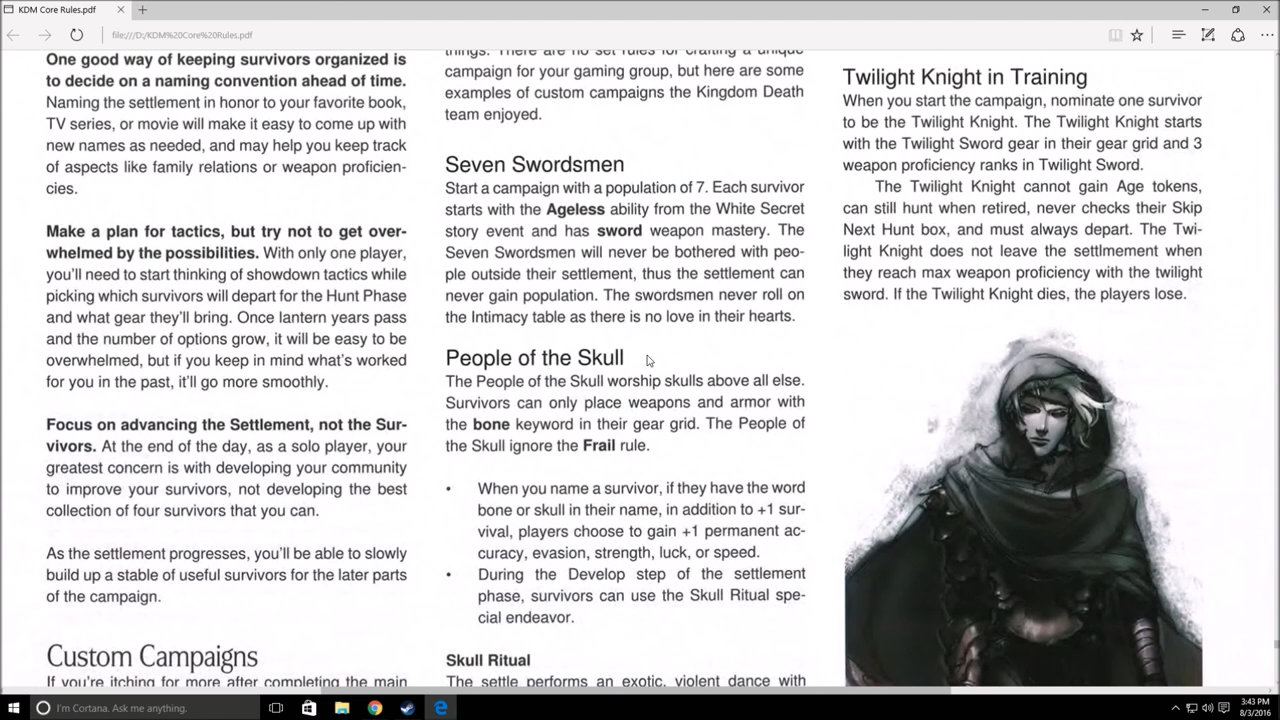 KDM Core Rules.pdf
file:///D:/KDM%20Core%20Rules.pdf
One good way of keeping survivors organized is
to decide on a naming convention ahead of time.
Naming the settlement in honor to your favorite book,
TV series, or movie will make it easy to come up with
new names as needed, and may help you keep track
of aspects like family relations or weapon proficien-
cies.
Make a plan for tactics, but try not to get over-
whelmed by the possibilities. With only one player,
you'll need to start thinking of showdown tactics while
picking which survivors will depart for the Hunt Phase
and what gear they'll bring. Once lantern years pass
and the number of options grow, it will be easy to be
overwhelmed, but if you keep in mind what's worked
for you in the past, it'll go more smoothly.
Focus on advancing the Settlement, not the Sur-
vivors. At the end of the day, as a solo player, your
greatest concern is with developing your community
to improve your survivors, not developing the best
collection of four survivors that you can.
As the settlement progresses, you'll be able to slowly
build up a stable of useful survivors for the later parts
of the campaign.
Custom Campaigns
If you're itching for more after completing the main
things. There are no set rules for crafting a unique
campaign for your gaming group, but here are some
examples of custom campaigns the Kingdom Death
team enjoyed.
Seven Swordsmen
Start a campaign with a population of 7. Each survivor
starts with the Ageless ability from the White Secret
story event and has sword weapon mastery. The
Seven Swordsmen will never be bothered with peo-
ple outside their settlement, thus the settlement can
never gain population. The swordsmen never roll on
the Intimacy table as there is no love in their hearts.
People of the Skull
The People of the Skull worship skulls above all else.
Survivors can only place weapons and armor with
the bone keyword in their gear grid. The People of
the Skull ignore the Frail rule.
• When you name a survivor, if they have the word
bone or skull in their name, in addition to +1 sur-
vival, players choose to gain +1 permanent ac-
curacy, evasion, strength, luck, or speed.
• During the Develop step of the settlement
phase, survivors can use the Skull Ritual spe-
cial endeavor.
Skull Ritual
The settle performs an exotic, violent dance with
Twilight Knight in Training
When you start the campaign, nominate one survivor
to be the Twilight Knight. The Twilight Knight starts
with the Twilight Sword gear in their gear grid and 3
weapon proficiency ranks in Twilight Sword.
The Twilight Knight cannot gain Age tokens,
can still hunt when retired, never checks their Skip
Next Hunt box, and must always depart. The Twi-
light Knight does not leave the settlmement when
they reach max weapon proficiency with the twilight
sword. If the Twilight Knight dies, the players lose.
I'm Cortana. Ask me anything.
3:43 PM
8/3/2016